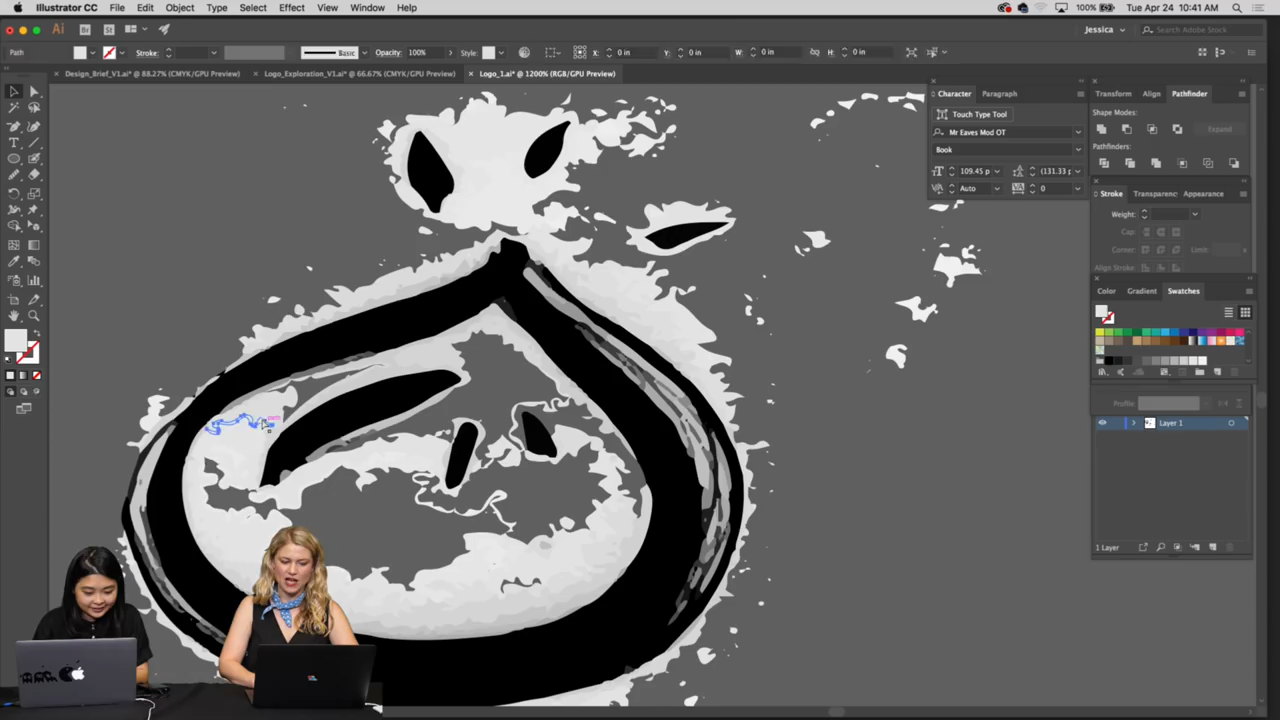 Illustrator CC File Edit Object Type Select Effect View Window Help
100% Tue Apr 24 10:41 AM
Ai Br St Jessica Search Adobe Stock
Path Stroke: Basic Opacity: 100% Style: X: 0 in Y: 0 in W: 0 in H: 0 in
Design_Brief_V1.ai* @ 88.27% (CMYK/GPU Preview)
Logo_Exploration_V1.ai* @ 66.67% (CMYK/GPU Preview)
Logo_1.ai* @ 1200% (RGB/GPU Preview)
Character Paragraph
Touch Type Tool
Mr Eaves Mod OT
Book
109.45 p (131.33 p
Auto 0
Transform Align Pathfinder
Shape Modes:
Expand
Pathfinders:
Stroke Transparenc Appearance
Weight:
Cap:
Corner: Limit:
Align Stroke:
Color Gradient Swatches
Profile:
Layer 1
1 Layer
path